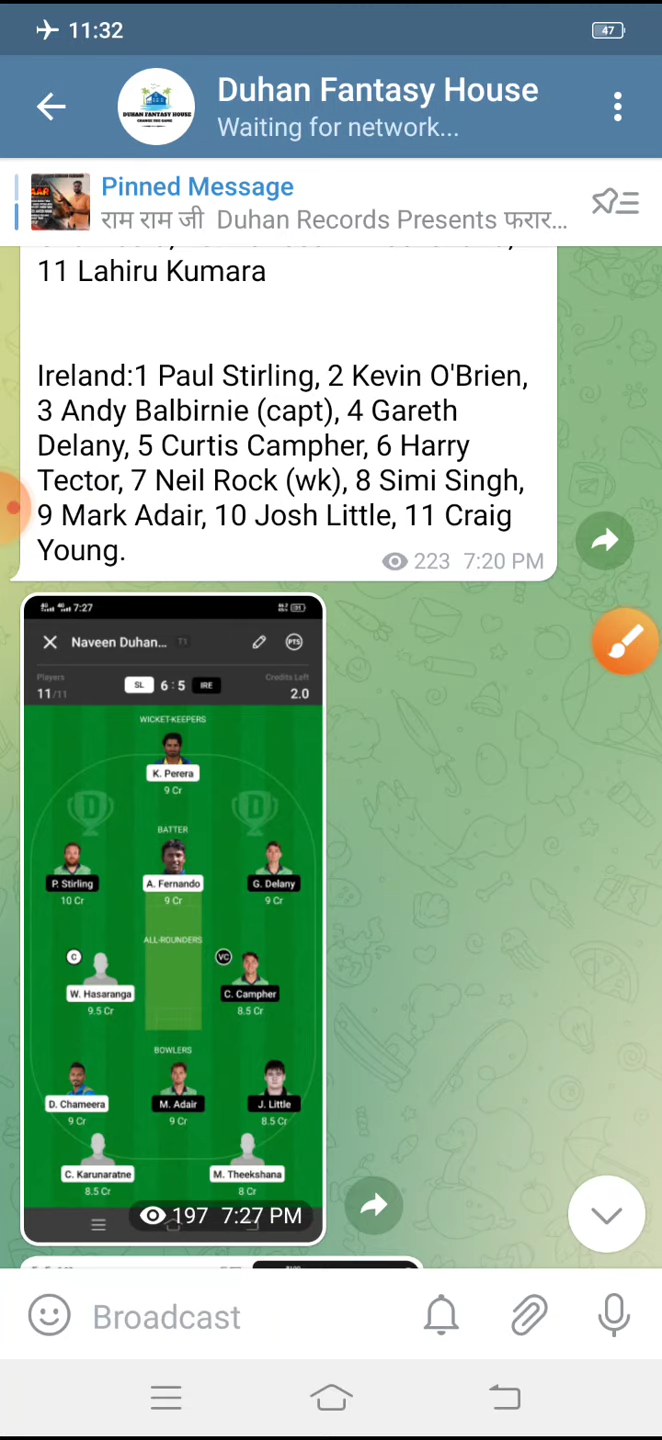 11:32
47
DUHAN FANTASY HOUSE
Duhan Fantasy House
Waiting for network...
Pinned Message
राम राम जी Duhan Records Presents फरार...
11 Lahiru Kumara
Ireland:1 Paul Stirling, 2 Kevin O'Brien,
3 Andy Balbirnie (capt), 4 Gareth
Delany, 5 Curtis Campher, 6 Harry
Tector, 7 Neil Rock (wk), 8 Simi Singh,
9 Mark Adair, 10 Josh Little, 11 Craig
Young.
223 7:20 PM
7:27
Naveen Duhan... T1
PTS
Players
Credits Left
11/11
SL 6 : 5 IRE
2.0
WICKET-KEEPERS
K. Perera
9 Cr
BATTER
P. Stirling A. Fernando G. Delany
10 Cr 9 Cr 9 Cr
ALL-ROUNDERS
C VC
W. Hasaranga C. Campher
9.5 Cr 8.5 Cr
BOWLERS
D. Chameera M. Adair J. Little
9 Cr 9 Cr 8.5 Cr
C. Karunaratne M. Theekshana
8.5 Cr 8 Cr
197 7:27 PM
Broadcast